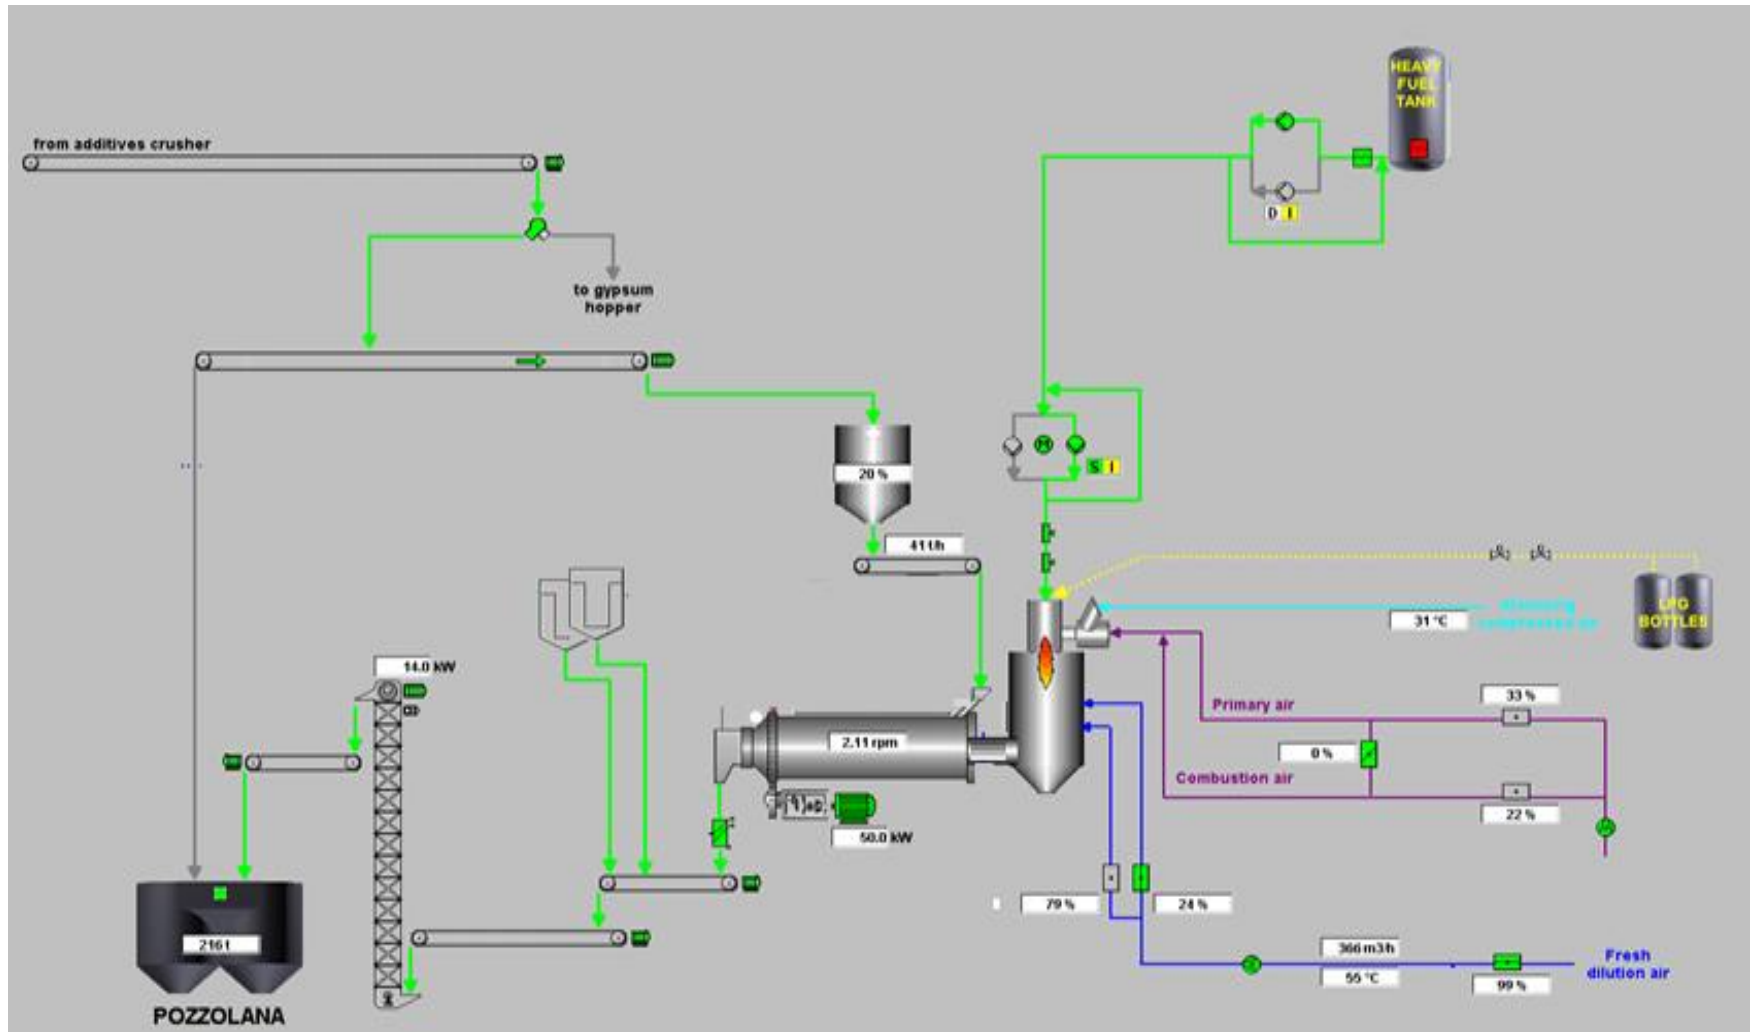 HEAVY
FUEL
TANK
from additives crusher
D I
to gypsum
hopper
20 %
S I
M
41 t/h
31 °C
LPG
BOTTLES
14.0 kW
33 %
Primary air
2.11 rpm
0 %
Combustion air
50.0 kW
22 %
79 %
24 %
216 t
366 m3/h
Fresh
dilution air
55 °C
99 %
POZZOLANA